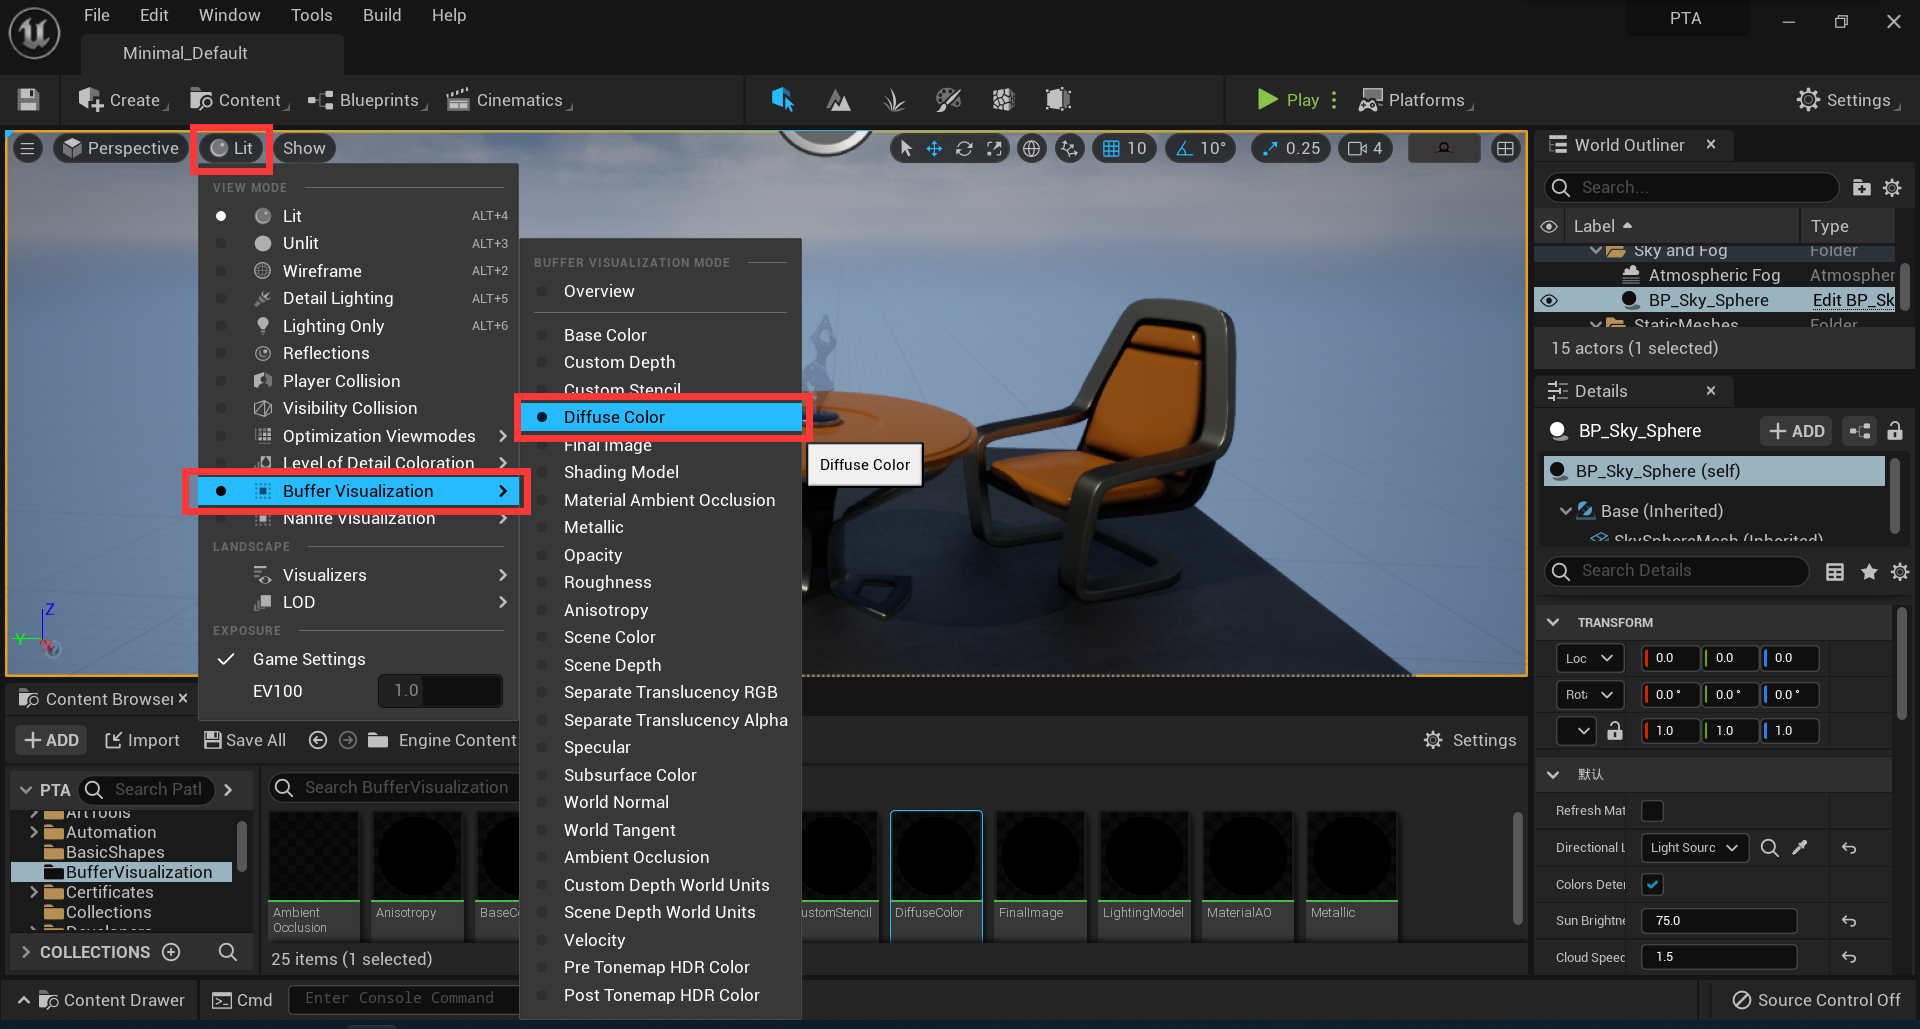 File Edit Window Tools Build Help
PTA
Minimal_Default
Create Content Blueprints Cinematics Play Platforms Settings
Perspective Lit Show
10 10° 0.25 4
VIEW MODE
Lit ALT+4
Unlit ALT+3
Wireframe ALT+2
Detail Lighting ALT+5
Lighting Only ALT+6
Reflections
Player Collision
Visibility Collision
Optimization Viewmodes
Level of Detail Coloration
Buffer Visualization
Nanite Visualization
LANDSCAPE
Visualizers
LOD
EXPOSURE
Game Settings
EV100 1.0
BUFFER VISUALIZATION MODE
Overview
Base Color
Custom Depth
Custom Stencil
Diffuse Color
Final Image
Shading Model
Material Ambient Occlusion
Metallic
Opacity
Roughness
Anisotropy
Scene Color
Scene Depth
Separate Translucency RGB
Separate Translucency Alpha
Specular
Subsurface Color
World Normal
World Tangent
Ambient Occlusion
Custom Depth World Units
Scene Depth World Units
Velocity
Pre Tonemap HDR Color
Post Tonemap HDR Color
Diffuse Color
Z
Y
X
World Outliner
Search...
Label Type
Sky and Fog Folder
Atmospheric Fog Atmospher
BP_Sky_Sphere Edit BP_Sk
StaticMeshes Folder
15 actors (1 selected)
Details
BP_Sky_Sphere ADD
BP_Sky_Sphere (self)
Base (Inherited)
SkySphereMesh (Inherited)
Search Details
TRANSFORM
Loc 0.0 0.0 0.0
Rot 0.0 ° 0.0 ° 0.0 °
1.0 1.0 1.0
默认
Refresh Mat
Directional L Light Sourc
Colors Deter
Sun Brightne 75.0
Cloud Speec 1.5
Content Browser
ADD Import Save All Engine Content Settings
PTA Search Patl
ArtTools
Automation
BasicShapes
BufferVisualization
Certificates
Collections
Developers
COLLECTIONS
Search BufferVisualization
Ambient
Occlusion
Anisotropy
BaseCo
ustomStencil
DiffuseColor
FinalImage
LightingModel
MaterialAO
Metallic
25 items (1 selected)
Content Drawer Cmd Enter Console Command Source Control Off